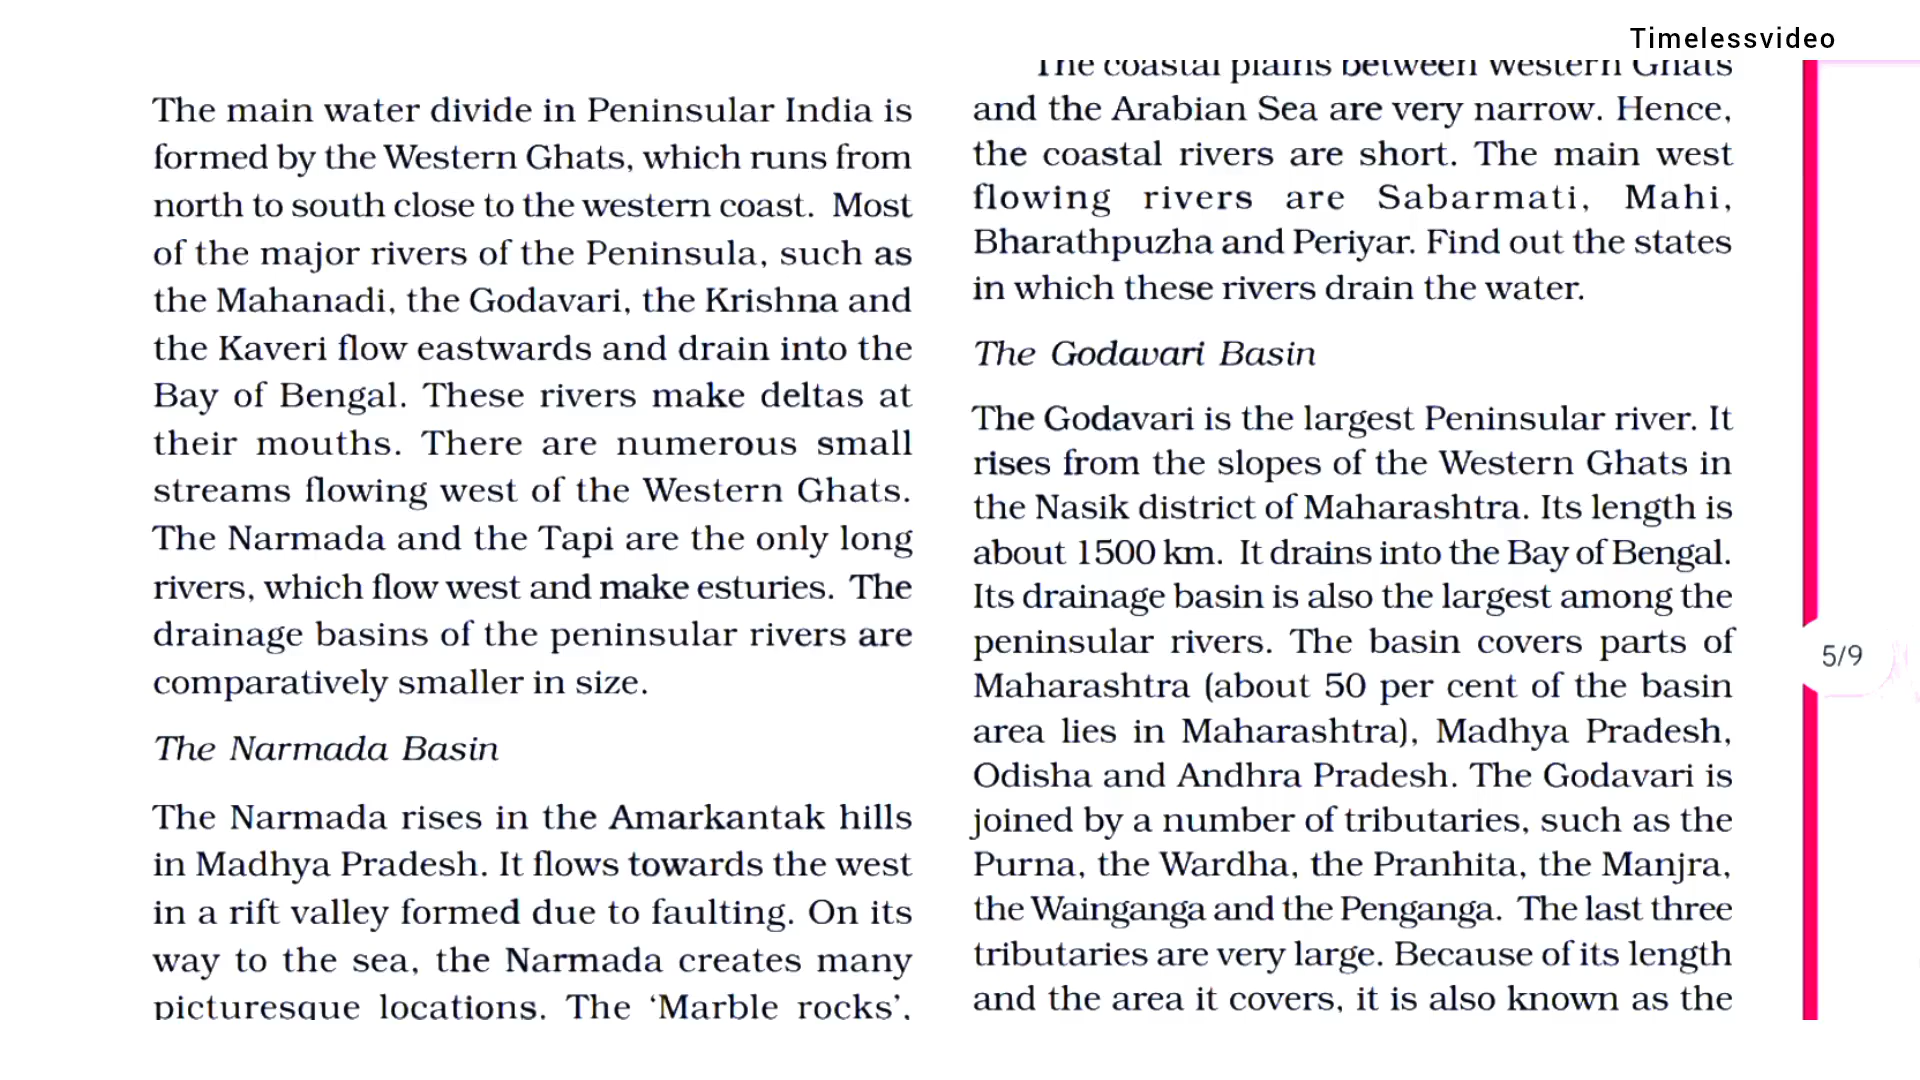 Timelessvideo
The main water divide in Peninsular India is
formed by the Western Ghats, which runs from
north to south close to the western coast. Most
of the major rivers of the Peninsula, such as
the Mahanadi, the Godavari, the Krishna and
the Kaveri flow eastwards and drain into the
Bay of Bengal. These rivers make deltas at
their mouths. There are numerous small
streams flowing west of the Western Ghats.
The Narmada and the Tapi are the only long
rivers, which flow west and make esturies. The
drainage basins of the peninsular rivers are
comparatively smaller in size.
The Narmada Basin
The Narmada rises in the Amarkantak hills
in Madhya Pradesh. It flows towards the west
in a rift valley formed due to faulting. On its
way to the sea, the Narmada creates many
picturesque locations. The ‘Marble rocks’,
The coastal plains between Western Ghats
and the Arabian Sea are very narrow. Hence,
the coastal rivers are short. The main west
flowing rivers are Sabarmati, Mahi,
Bharathpuzha and Periyar. Find out the states
in which these rivers drain the water.
The Godavari Basin
The Godavari is the largest Peninsular river. It
rises from the slopes of the Western Ghats in
the Nasik district of Maharashtra. Its length is
about 1500 km. It drains into the Bay of Bengal.
Its drainage basin is also the largest among the
peninsular rivers. The basin covers parts of
Maharashtra (about 50 per cent of the basin
area lies in Maharashtra), Madhya Pradesh,
Odisha and Andhra Pradesh. The Godavari is
joined by a number of tributaries, such as the
Purna, the Wardha, the Pranhita, the Manjra,
the Wainganga and the Penganga. The last three
tributaries are very large. Because of its length
and the area it covers, it is also known as the
5/9